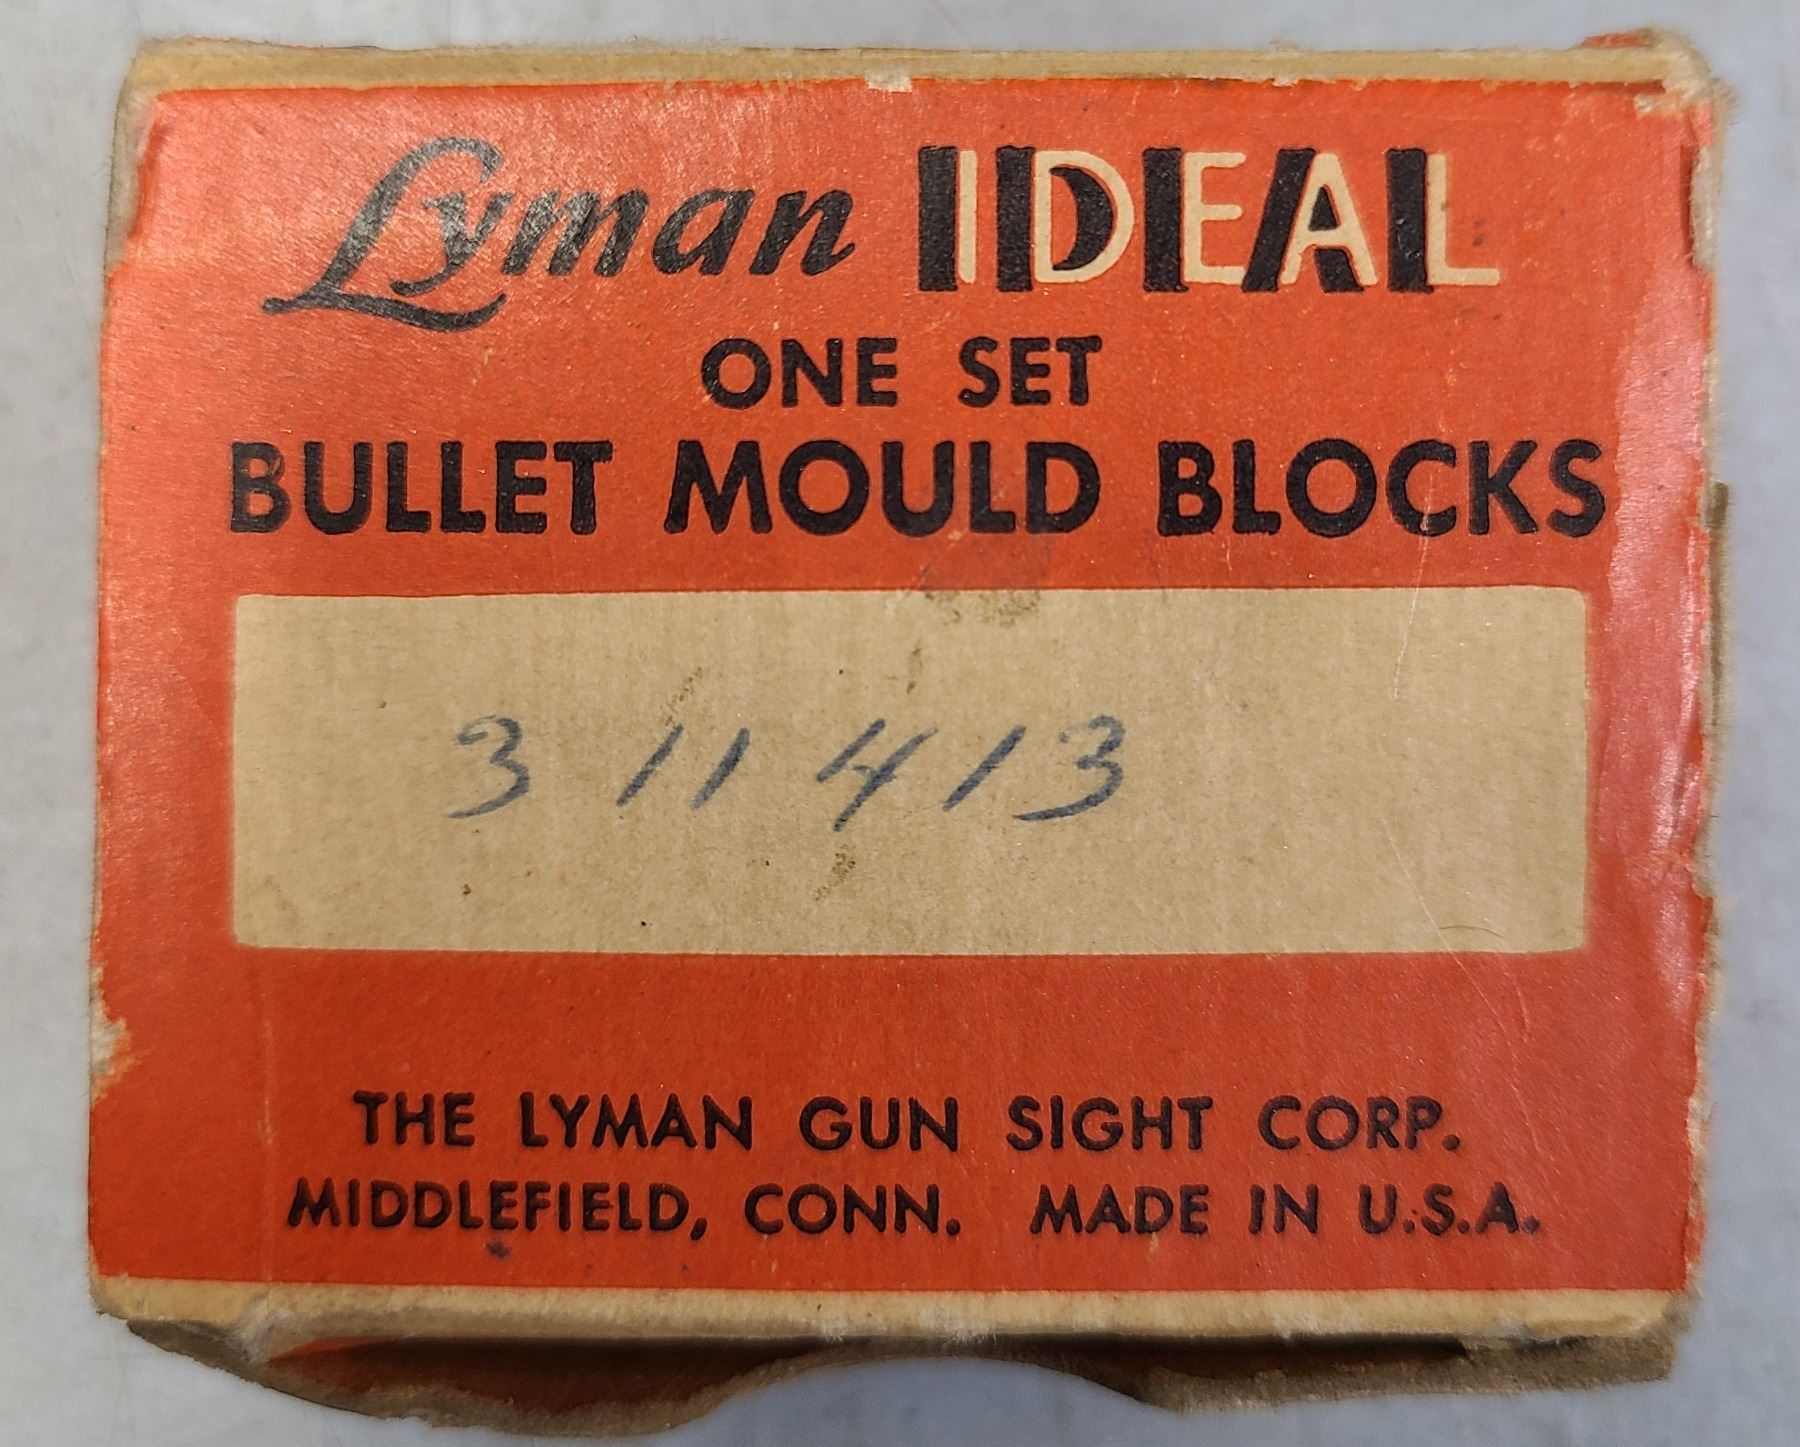 Lyman IDEAL
ONE SET
BULLET MOULD BLOCKS
311413
THE LYMAN GUN SIGHT CORP.
MIDDLEFIELD, CONN. MADE IN U.S.A.